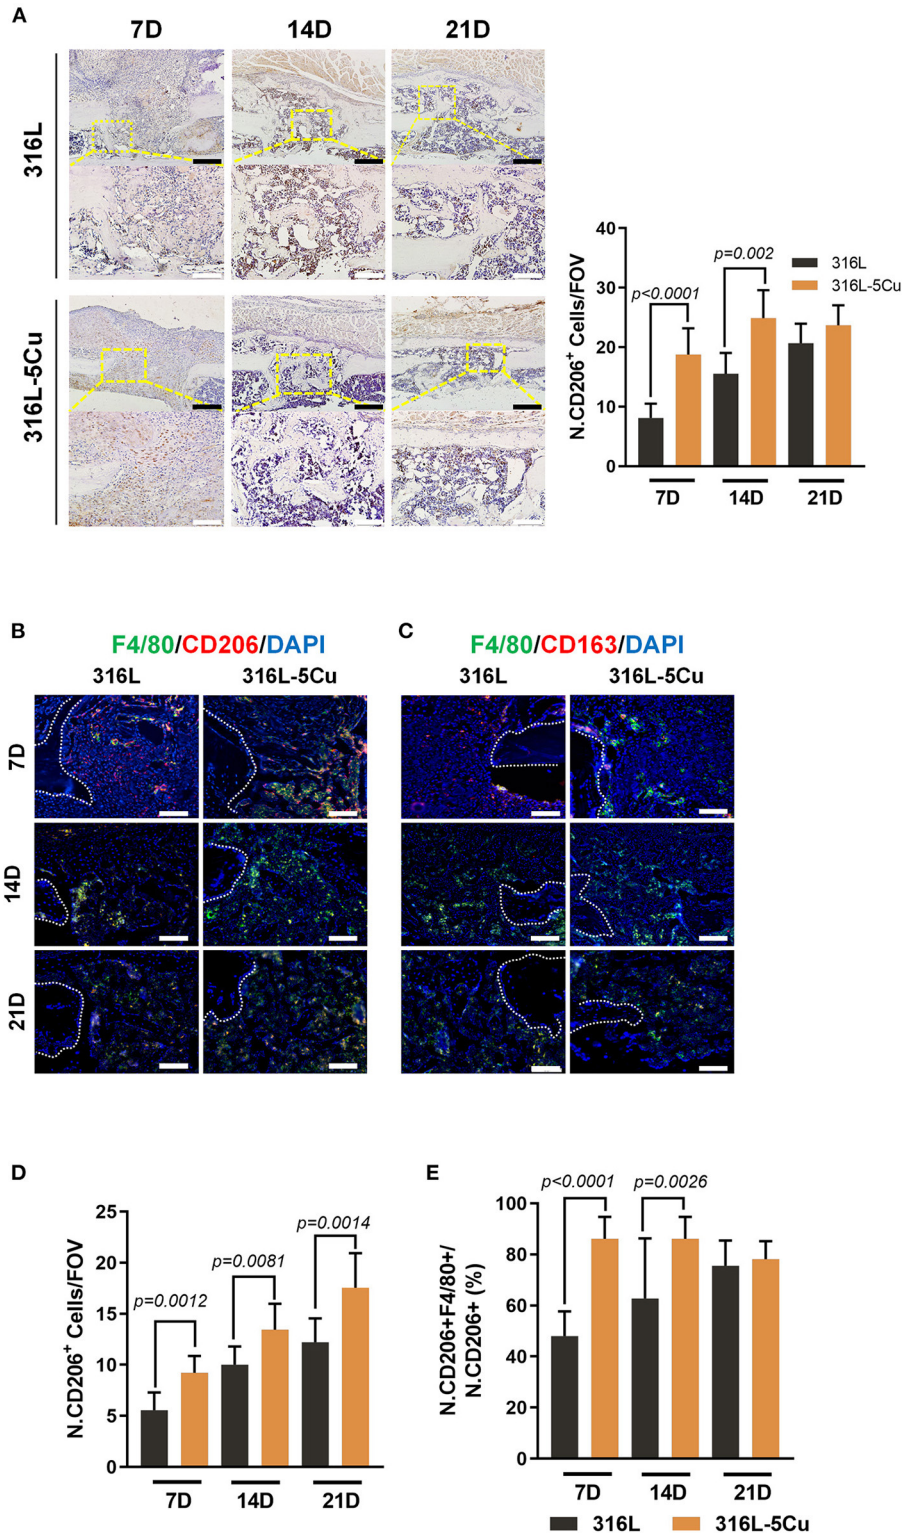 A
7D 14D 21D
316L
316L-5Cu
N.CD206⁺ Cells/FOV
40
30
20
10
0
p<0.0001
p=0.002
316L
316L-5Cu
7D 14D 21D
B
F4/80/CD206/DAPI
316L 316L-5Cu
7D
14D
21D
C
F4/80/CD163/DAPI
316L 316L-5Cu
D
N.CD206⁺ Cells/FOV
25
20
15
10
5
0
p=0.0012
p=0.0081
p=0.0014
7D 14D 21D
E
N.CD206+F4/80+/
N.CD206+ (%)
100
80
60
40
20
0
p<0.0001
p=0.0026
7D 14D 21D
316L 316L-5Cu